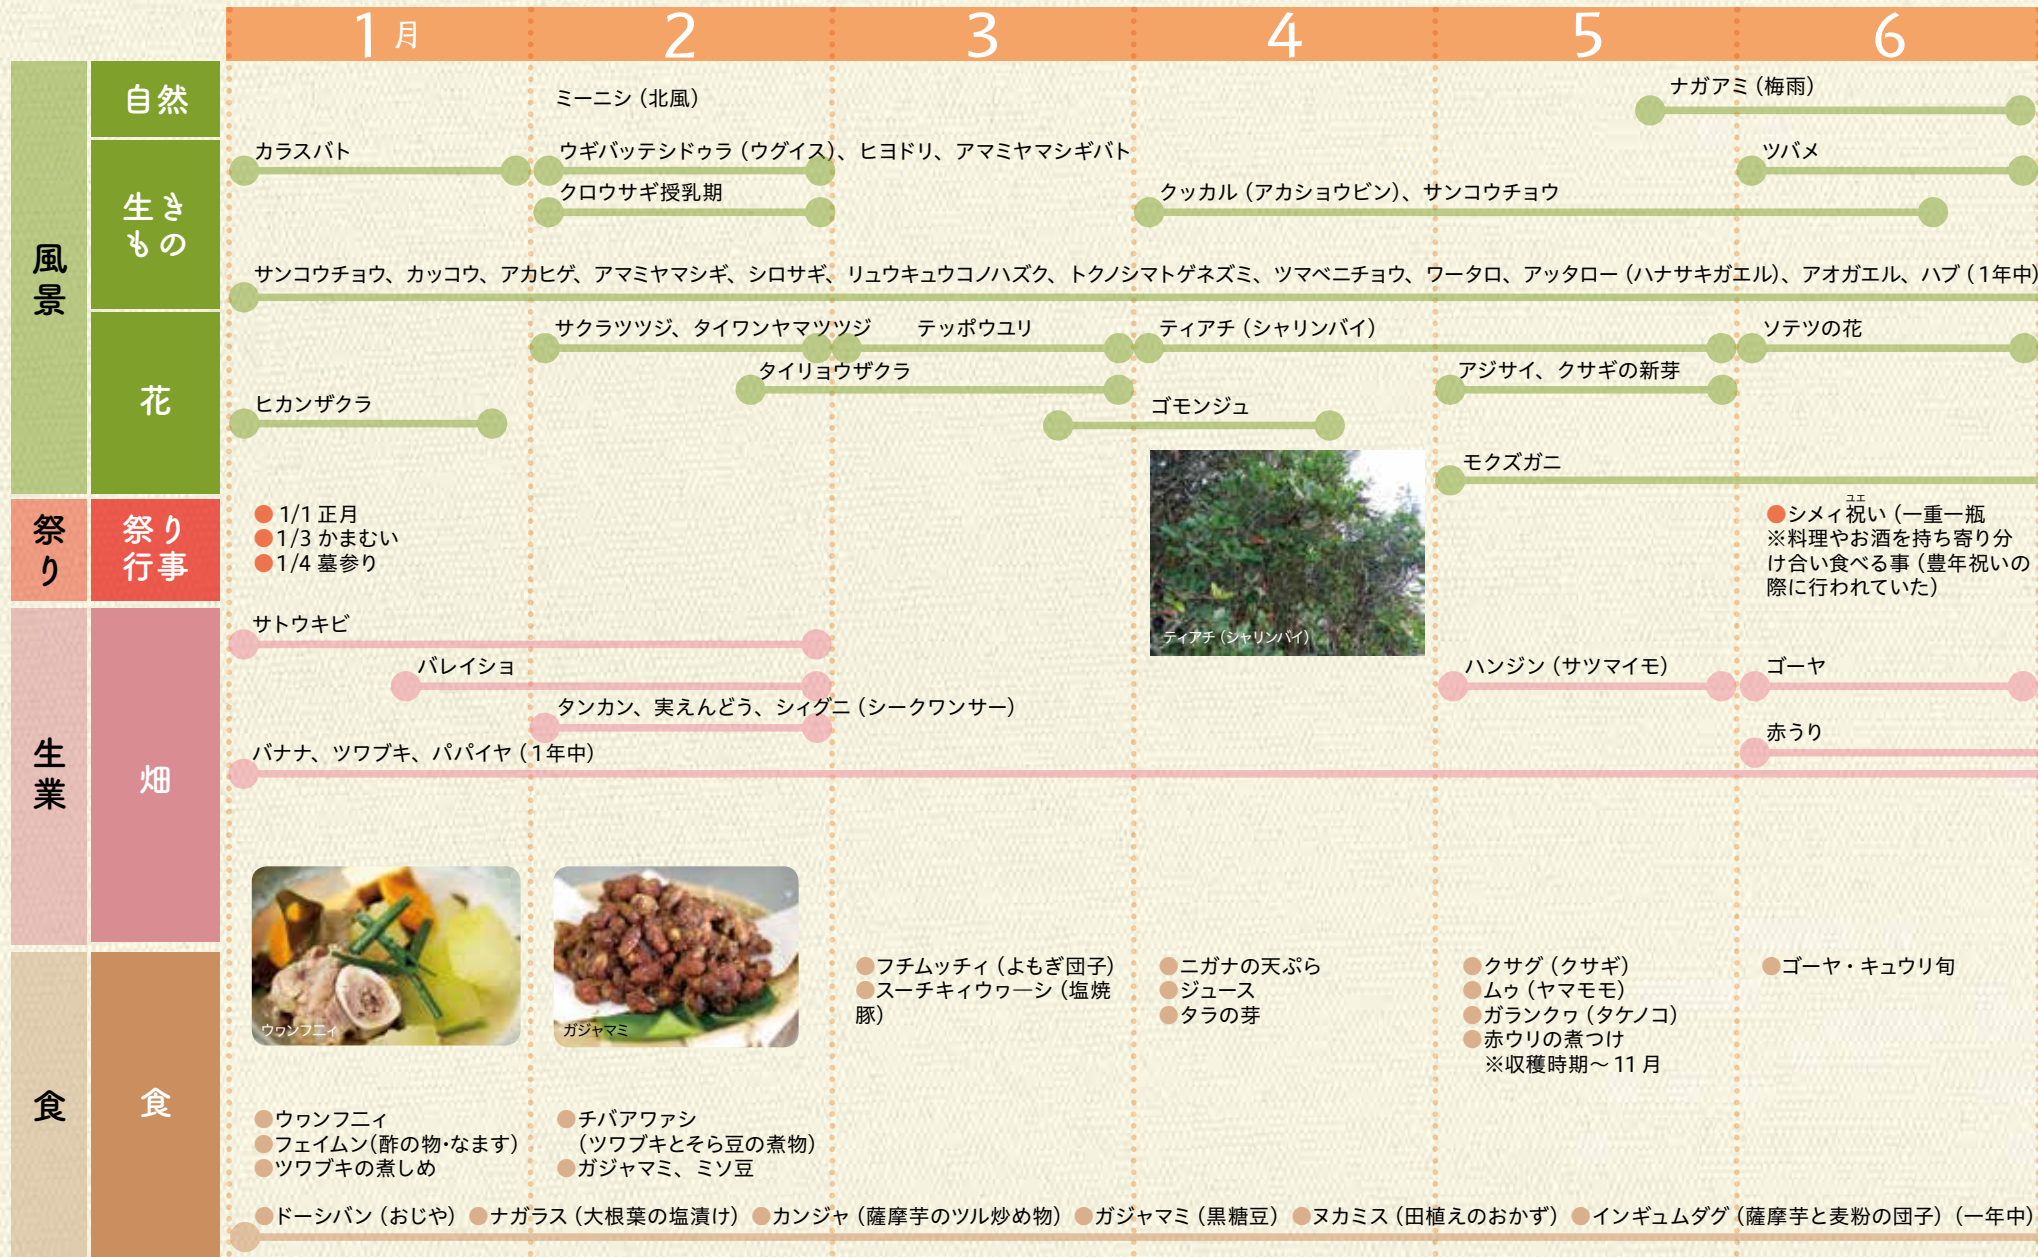 1月 2 3 4 5 6
風景
自然
ミーニシ（北風）
ナガアミ（梅雨）
生き
もの
カラスバト
ウギバッテシドゥラ（ウグイス）、ヒヨドリ、アマミヤマシギバト
ツバメ
クロウサギ授乳期
クッカル（アカショウビン）、サンコウチョウ
サンコウチョウ、カッコウ、アカヒゲ、アマミヤマシギ、シロサギ、リュウキュウコノハズク、トクノシマトゲネズミ、ツマベニチョウ、ワータロ、アッタロー（ハナサキガエル）、アオガエル、ハブ（1年中）
花
サクラツツジ、タイワンヤマツツジ
テッポウユリ
ティアチ（シャリンバイ）
ソテツの花
タイリョウザクラ
アジサイ、クサギの新芽
ヒカンザクラ
ゴモンジュ
モクズガニ
ティアチ（シャリンバイ）
祭り
祭り
行事
●1/1 正月
●1/3 かまむい
●1/4 墓参り
ユエ
●シメィ祝い（一重一瓶
※料理やお酒を持ち寄り分
け合い食べる事（豊年祝いの
際に行われていた）
生業
畑
サトウキビ
バレイショ
ハンジン（サツマイモ）
ゴーヤ
タンカン、実えんどう、シィグニ（シークワンサー）
赤うり
バナナ、ツワブキ、パパイヤ（1年中）
食
食
ウヮンフニィ
ガジャマミ
●ウヮンフニィ
●フェイムン（酢の物・なます）
●ツワブキの煮しめ
●チバアワァシ
（ツワブキとそら豆の煮物）
●ガジャマミ、ミソ豆
●フチムッチィ（よもぎ団子）
●スーチキィウヮーシ（塩焼
豚）
●ニガナの天ぷら
●ジュース
●タラの芽
●クサグ（クサギ）
●ムゥ（ヤマモモ）
●ガランクヮ（タケノコ）
●赤ウリの煮つけ
※収穫時期～11月
●ゴーヤ・キュウリ旬
●ドーシバン（おじや） ●ナガラス（大根葉の塩漬け） ●カンジャ（薩摩芋のツル炒め物） ●ガジャマミ（黒糖豆） ●ヌカミス（田植えのおかず） ●インギュムダグ（薩摩芋と麦粉の団子）（一年中）